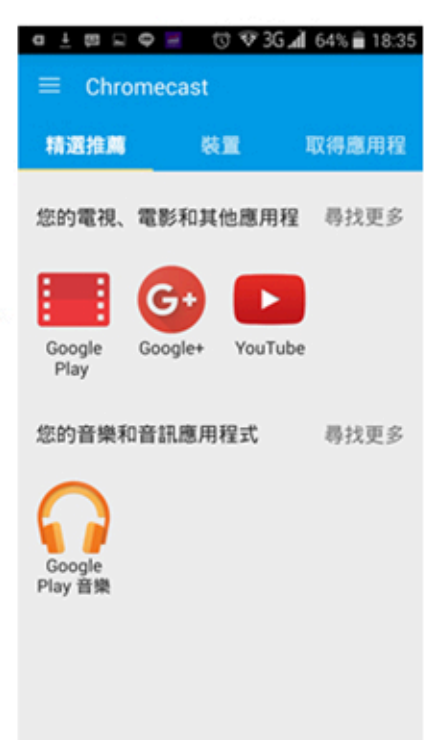 3G 64% 18:35
Chromecast
精選推薦 裝置 取得應用程
您的電視、電影和其他應用程 尋找更多
G+
Google Google+ YouTube
Play
您的音樂和音訊應用程式 尋找更多
Google
Play 音樂